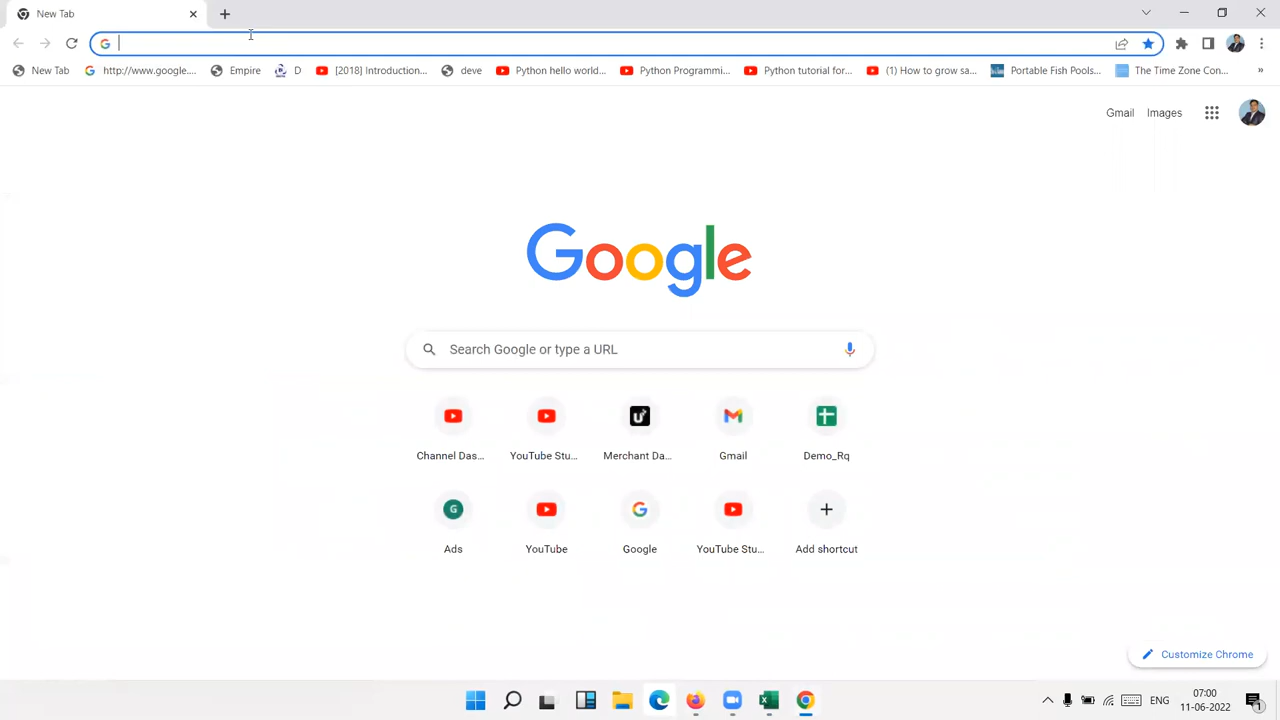 New Tab
New Tab
http://www.google....
Empire
D
[2018] Introduction...
deve
Python hello world...
Python Programmi...
Python tutorial for...
(1) How to grow sa...
Portable Fish Pools...
The Time Zone Con...
»
Gmail
Images
Google
Search Google or type a URL
Channel Das...
YouTube Stu...
Merchant Da...
Gmail
Demo_Rq
G
Ads
YouTube
Google
YouTube Stu...
Add shortcut
Customize Chrome
ENG
07:00
11-06-2022
1